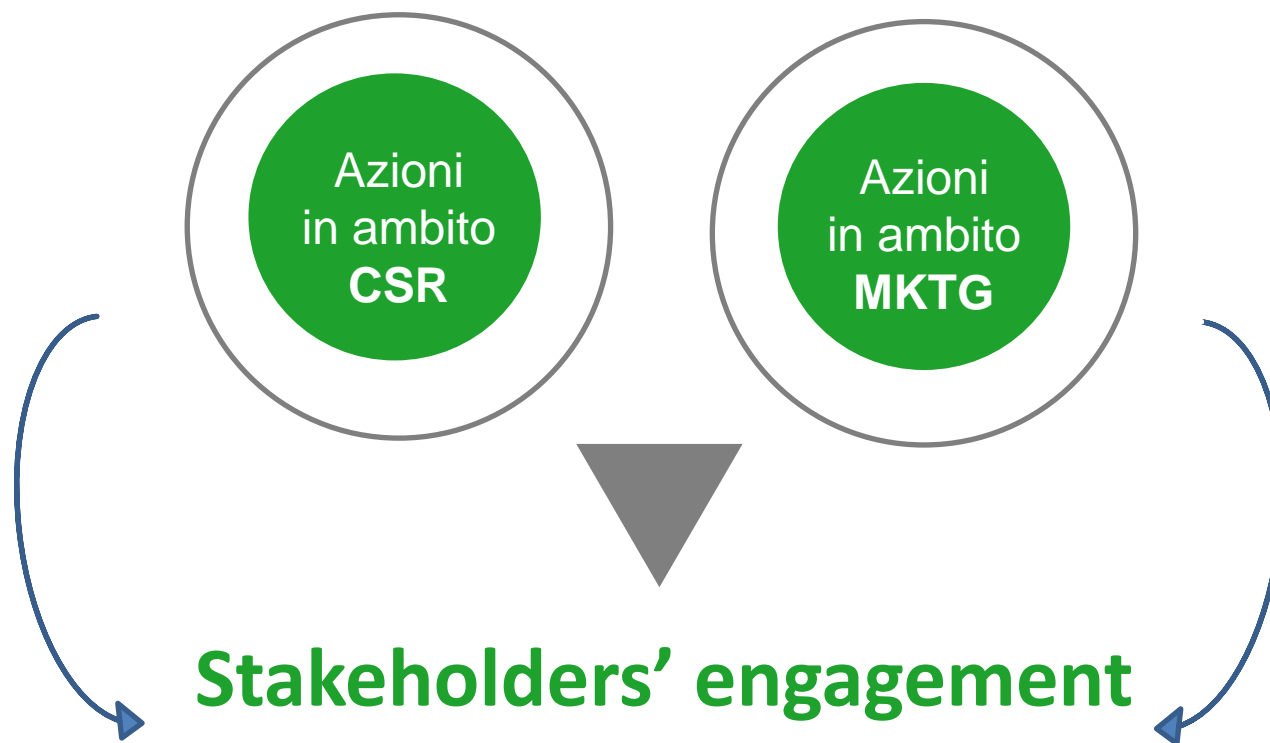 Azioni
in ambito
CSR
Azioni
in ambito
MKTG
Stakeholders’ engagement